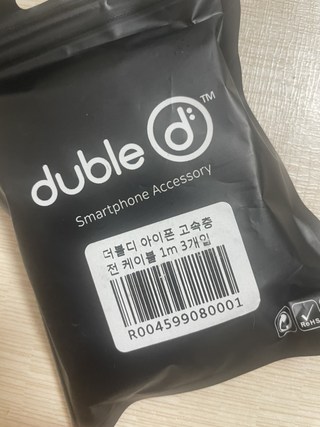 duble d: TM
Smartphone Accessory
더블디 아이폰 고속충
전 케이블 1m 3개입
R004599080001
RoHS